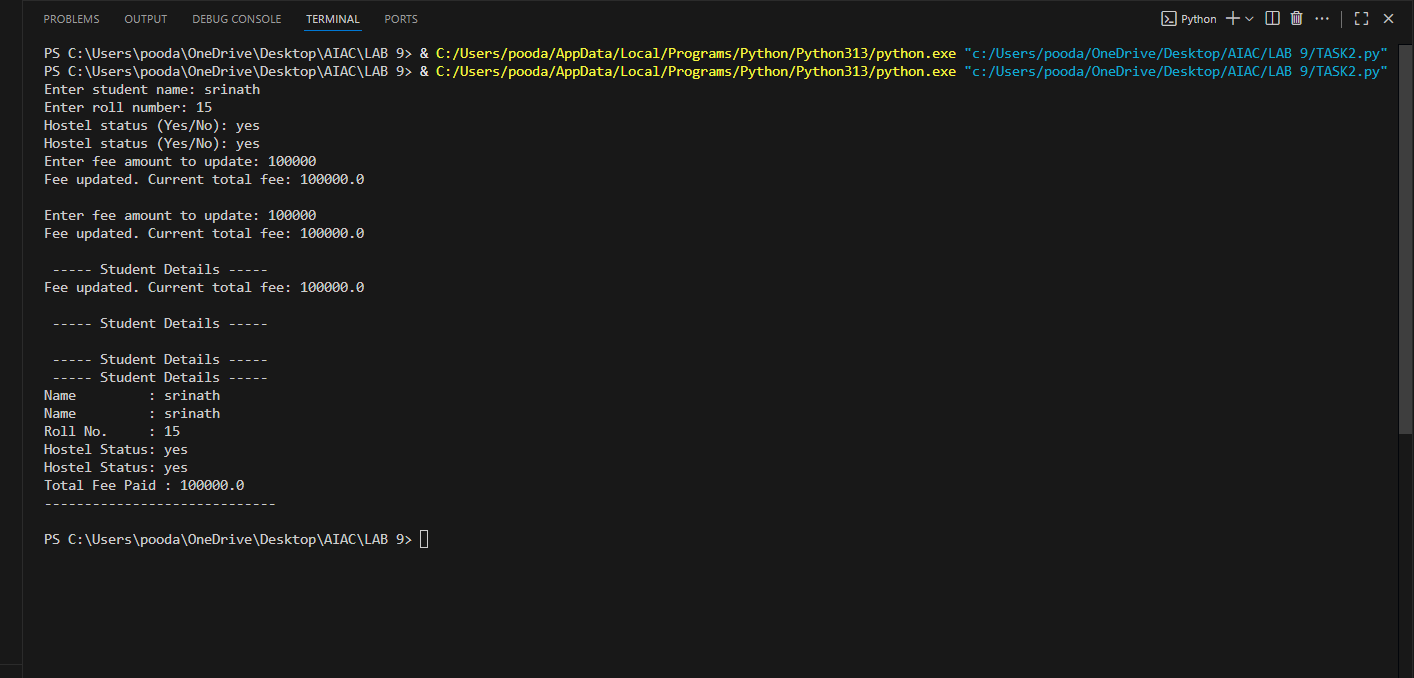 PROBLEMS OUTPUT DEBUG CONSOLE TERMINAL PORTS Python
PS C:\Users\pooda\OneDrive\Desktop\AIAC\LAB 9> & C:/Users/pooda/AppData/Local/Programs/Python/Python313/python.exe "c:/Users/pooda/OneDrive/Desktop/AIAC/LAB 9/TASK2.py"
PS C:\Users\pooda\OneDrive\Desktop\AIAC\LAB 9> & C:/Users/pooda/AppData/Local/Programs/Python/Python313/python.exe "c:/Users/pooda/OneDrive/Desktop/AIAC/LAB 9/TASK2.py"
Enter student name: srinath
Enter roll number: 15
Hostel status (Yes/No): yes
Hostel status (Yes/No): yes
Enter fee amount to update: 100000
Fee updated. Current total fee: 100000.0
Enter fee amount to update: 100000
Fee updated. Current total fee: 100000.0
----- Student Details -----
Fee updated. Current total fee: 100000.0
----- Student Details -----
----- Student Details -----
----- Student Details -----
Name         : srinath
Name         : srinath
Roll No.     : 15
Hostel Status: yes
Hostel Status: yes
Total Fee Paid : 100000.0
-----------------------------
PS C:\Users\pooda\OneDrive\Desktop\AIAC\LAB 9>